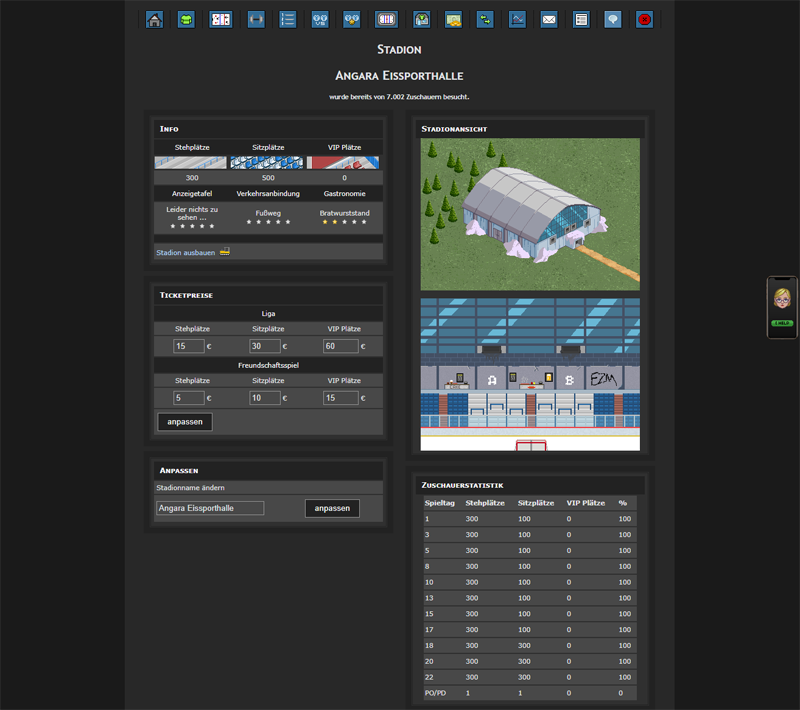 Stadion
Angara Eissporthalle
wurde bereits von 7.002 Zuschauern besucht.
Info
Stehplätze Sitzplätze VIP Plätze
300 500 0
Anzeigetafel Verkehrsanbindung Gastronomie
Leider nichts zu sehen ... Fußweg Bratwurststand
Stadion ausbauen
Ticketpreise
Liga
Stehplätze Sitzplätze VIP Plätze
15 € 30 € 60 €
Freundschaftsspiel
Stehplätze Sitzplätze VIP Plätze
5 € 10 € 15 €
anpassen
Anpassen
Stadionname ändern
Angara Eissporthalle anpassen
Stadionansicht
A B EZM
Zuschauerstatistik
Spieltag Stehplätze Sitzplätze VIP Plätze %
1 300 100 0 100
3 300 100 0 100
5 300 100 0 100
8 300 100 0 100
10 300 100 0 100
13 300 100 0 100
15 300 100 0 100
17 300 100 0 100
18 300 300 0 100
20 300 300 0 100
22 300 300 0 100
PO/PD 1 1 0 0